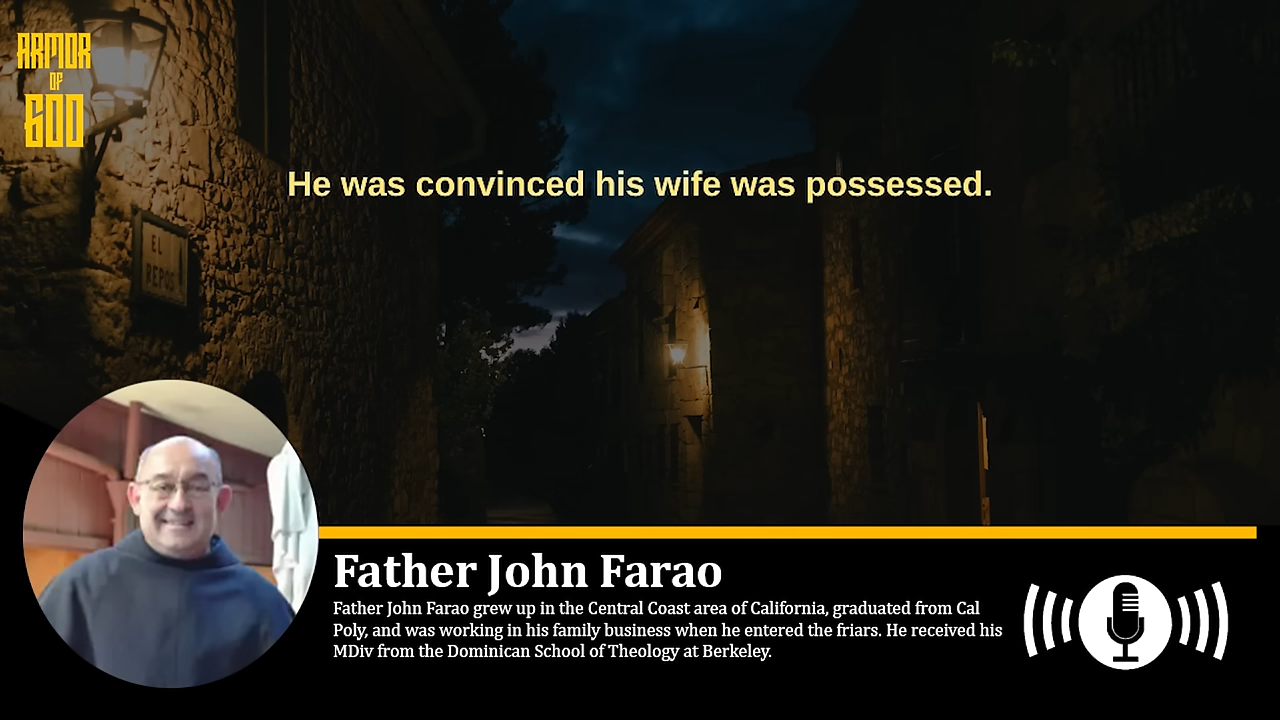 ARMOR
OF
GOD
He was convinced his wife was possessed.
EL
REPOS
Father John Farao
Father John Farao grew up in the Central Coast area of California, graduated from Cal
Poly, and was working in his family business when he entered the friars. He received his
MDiv from the Dominican School of Theology at Berkeley.